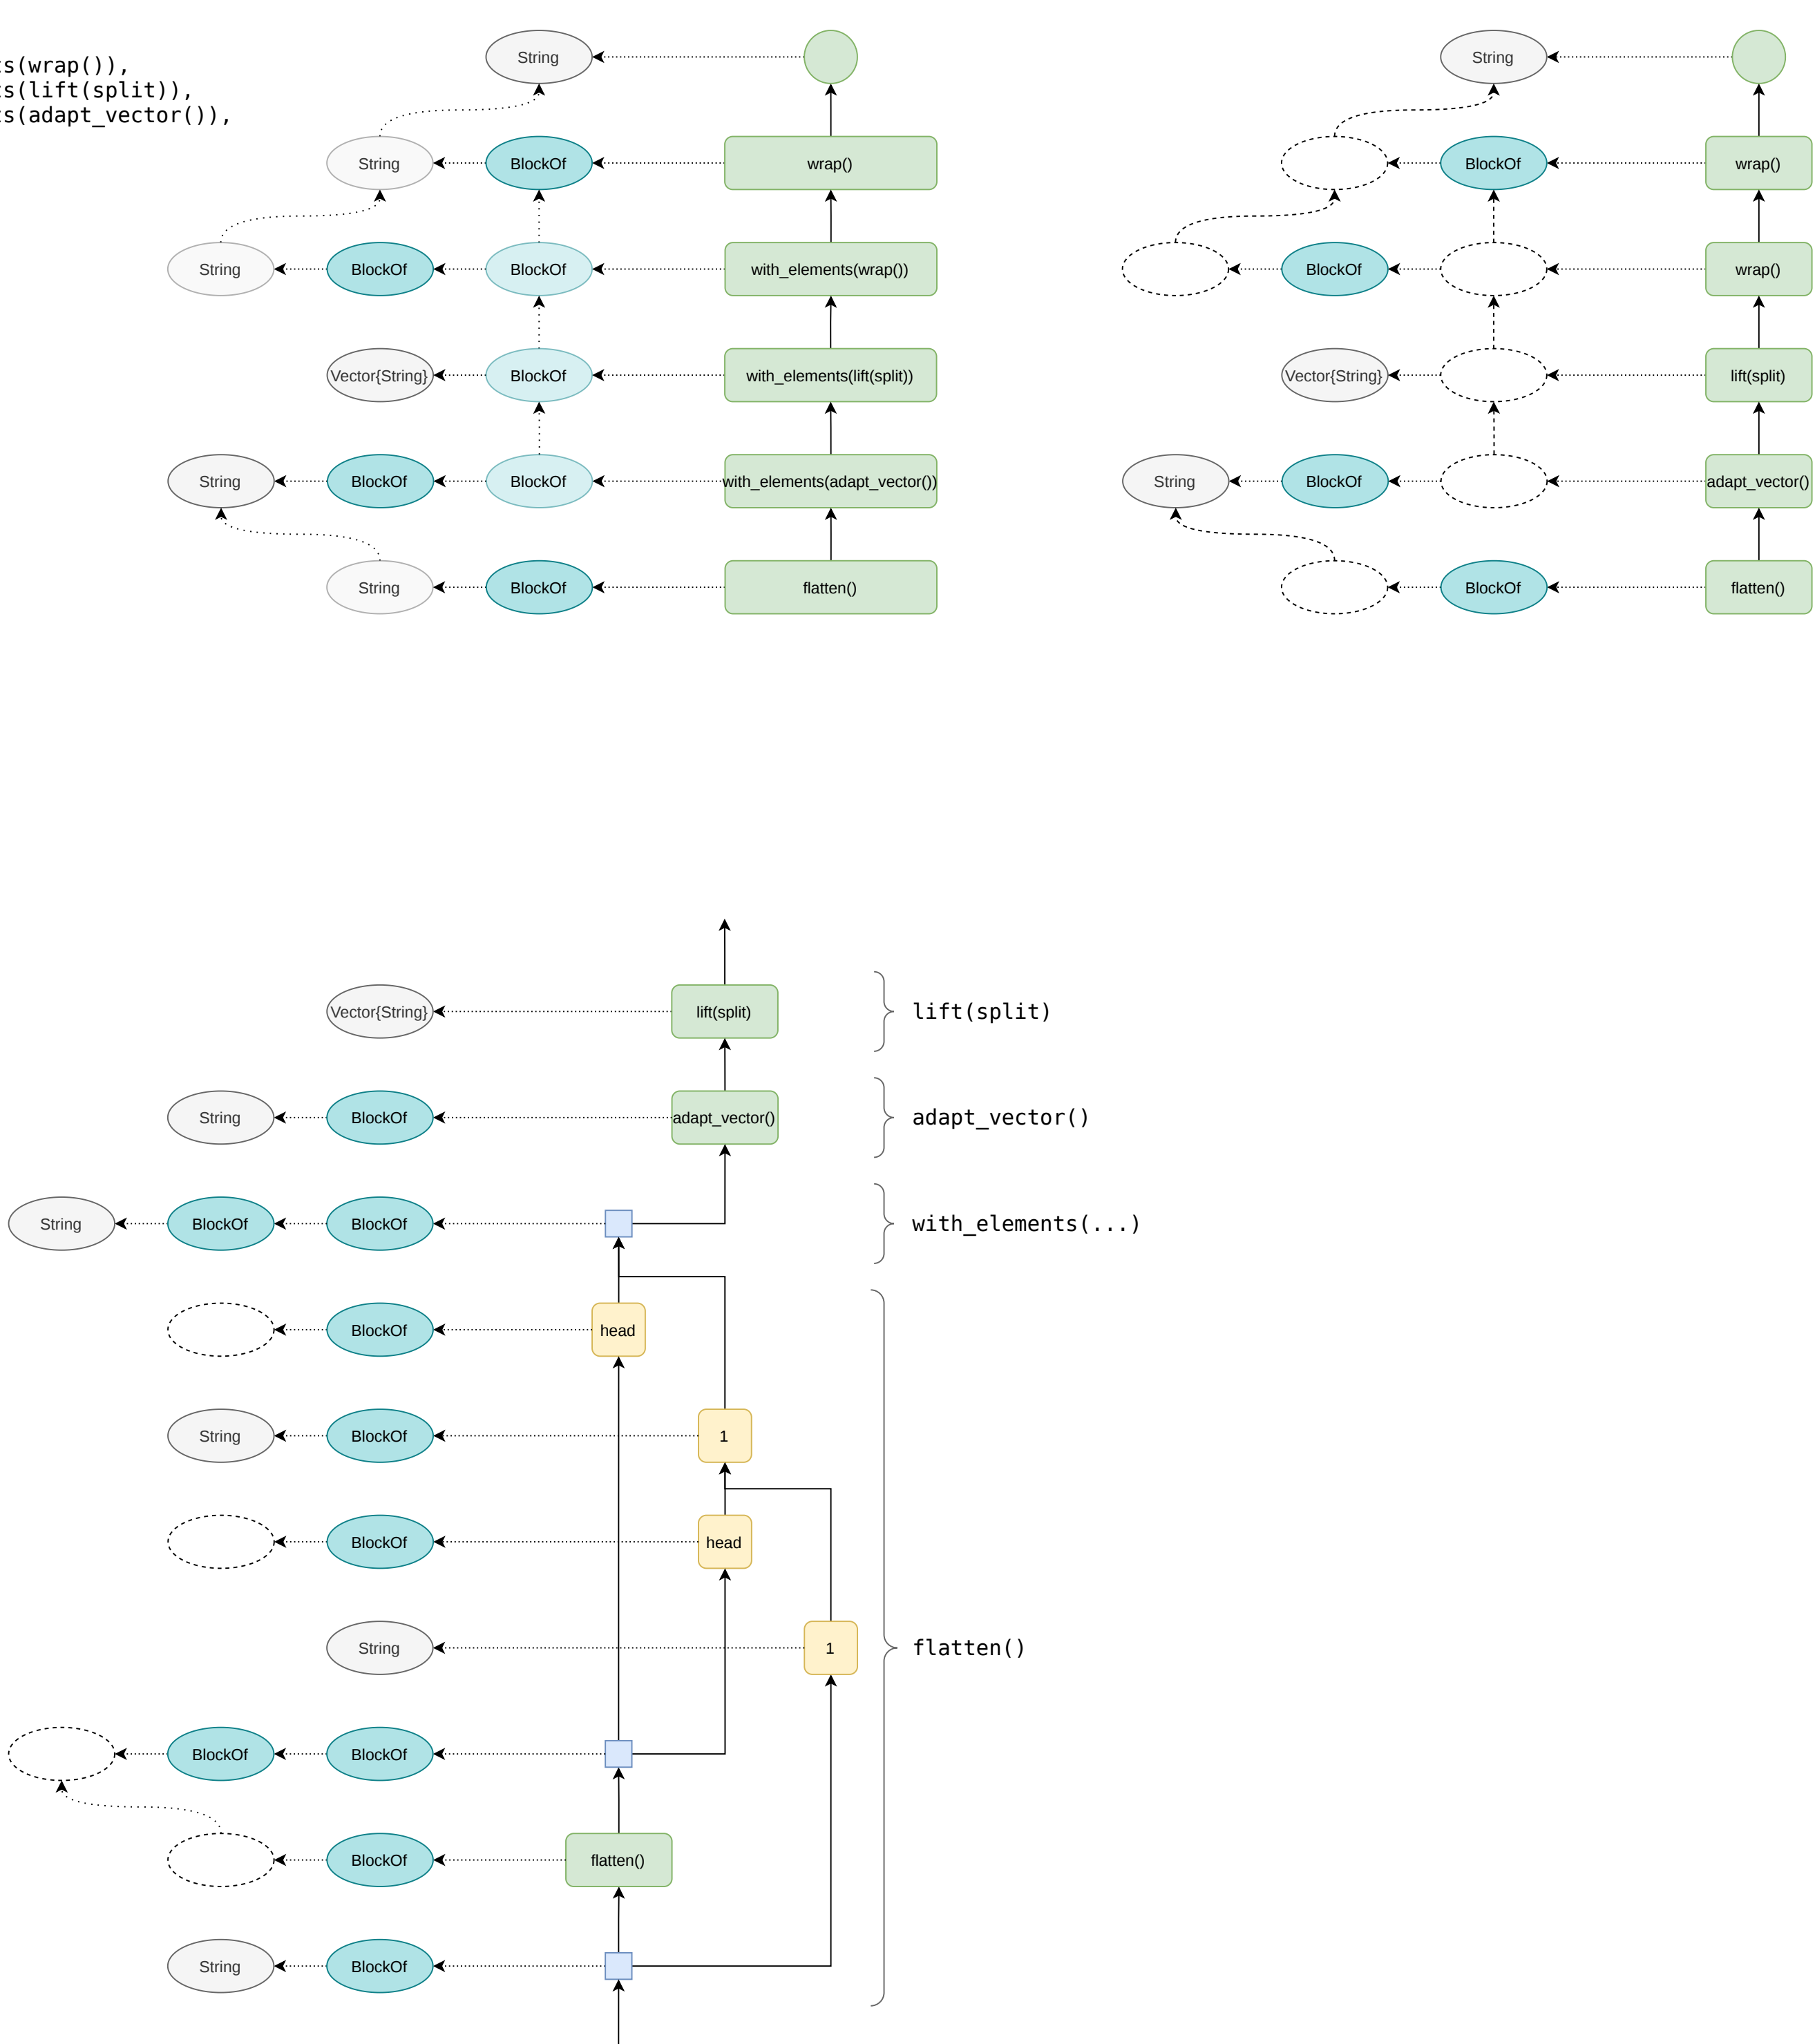 ts(wrap()),
ts(lift(split)),
ts(adapt_vector()),
String
String BlockOf wrap()
String BlockOf BlockOf with_elements(wrap())
Vector{String} BlockOf with_elements(lift(split))
String BlockOf BlockOf with_elements(adapt_vector())
String BlockOf flatten()
String
BlockOf wrap()
BlockOf wrap()
Vector{String} lift(split)
String BlockOf adapt_vector()
BlockOf flatten()
Vector{String} lift(split) lift(split)
String BlockOf adapt_vector() adapt_vector()
String BlockOf BlockOf with_elements(...)
BlockOf head
String BlockOf 1
BlockOf head
String 1 flatten()
BlockOf BlockOf
BlockOf flatten()
String BlockOf